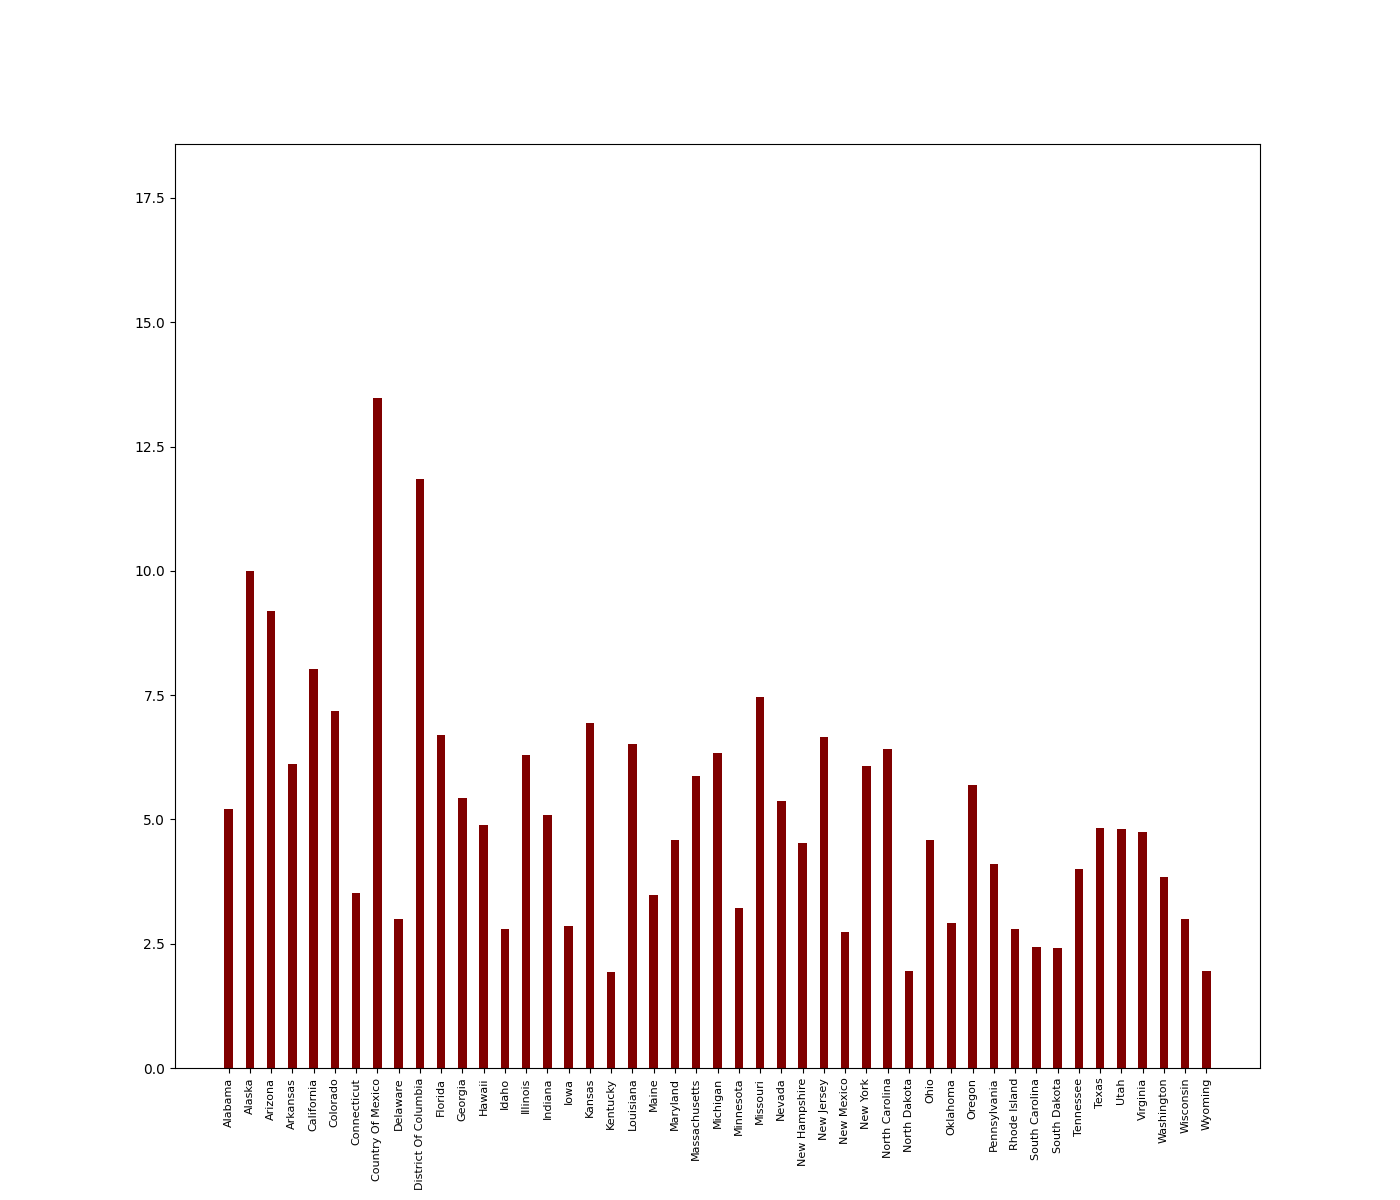 17.5
15.0
12.5
10.0
7.5
5.0
2.5
0.0
Alabama
Alaska
Arizona
Arkansas
California
Colorado
Connecticut
Country Of Mexico
Delaware
District Of Columbia
Florida
Georgia
Hawaii
Idaho
Illinois
Indiana
Iowa
Kansas
Kentucky
Louisiana
Maine
Maryland
Massachusetts
Michigan
Minnesota
Missouri
Nevada
New Hampshire
New Jersey
New Mexico
New York
North Carolina
North Dakota
Ohio
Oklahoma
Oregon
Pennsylvania
Rhode Island
South Carolina
South Dakota
Tennessee
Texas
Utah
Virginia
Washington
Wisconsin
Wyoming